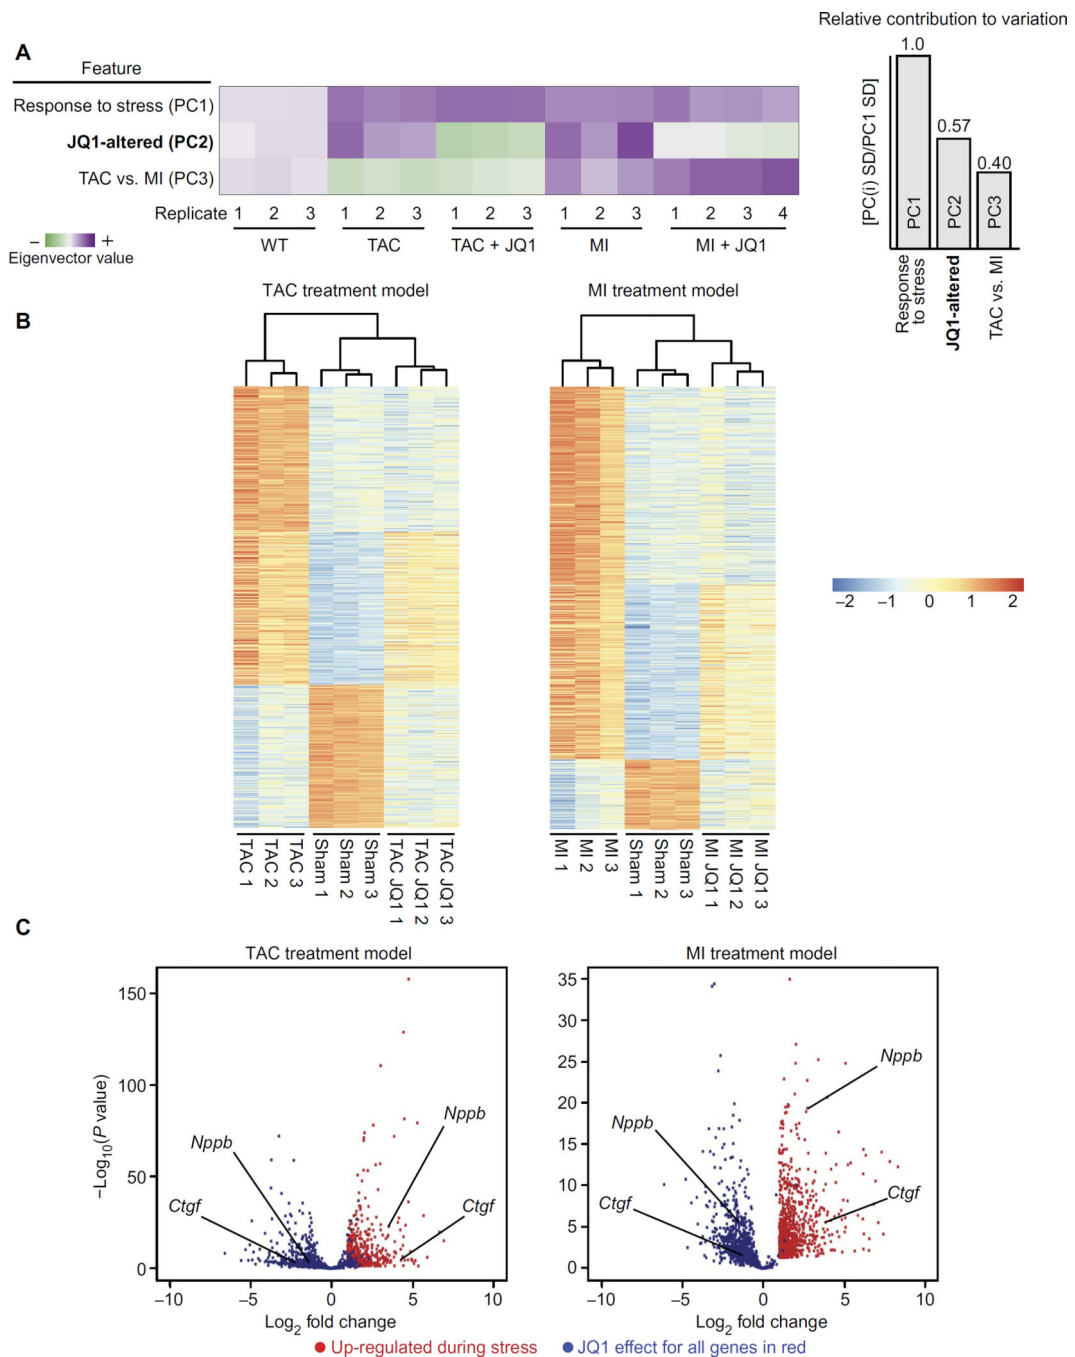 Relative contribution to variation
A
Feature
Response to stress (PC1)
JQ1-altered (PC2)
TAC vs. MI (PC3)
Replicate 1 2 3 1 2 3 1 2 3 1 2 3 1 2 3 4
WT TAC TAC + JQ1 MI MI + JQ1
− +
Eigenvector value
[PC(i) SD/PC1 SD]
1.0
0.57
0.40
PC1
PC2
PC3
Response to stress
JQ1-altered
TAC vs. MI
B
TAC treatment model
MI treatment model
−2 −1 0 1 2
TAC 1
TAC 2
TAC 3
Sham 1
Sham 2
Sham 3
TAC JQ1 1
TAC JQ1 2
TAC JQ1 3
MI 1
MI 2
MI 3
Sham 1
Sham 2
Sham 3
MI JQ1 1
MI JQ1 2
MI JQ1 3
C
TAC treatment model
−Log10(P value)
150
100
50
0
Nppb
Nppb
Ctgf
Ctgf
−10 −5 0 5 10
Log2 fold change
MI treatment model
35
30
25
20
15
10
5
0
Nppb
Nppb
Ctgf
Ctgf
−10 −5 0 5 10
Log2 fold change
Up-regulated during stress
JQ1 effect for all genes in red